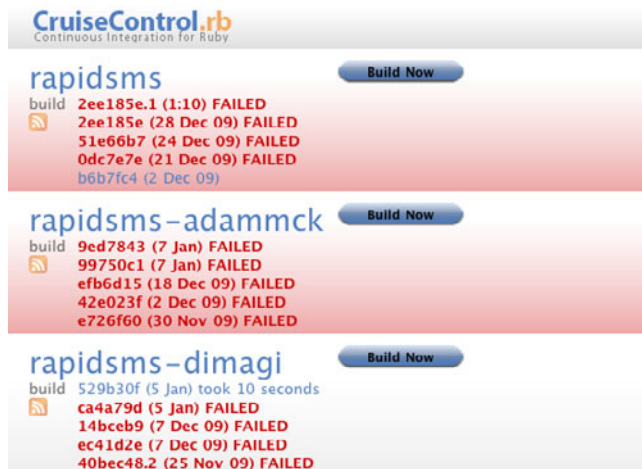 CruiseControl.rb
Continuous Integration for Ruby
rapidsms
Build Now
build 2ee185e.1 (1:10) FAILED
2ee185e (28 Dec 09) FAILED
51e66b7 (24 Dec 09) FAILED
0dc7e7e (21 Dec 09) FAILED
b6b7fc4 (2 Dec 09)
rapidsms-adammck
Build Now
build 9ed7843 (7 Jan) FAILED
99750c1 (7 Jan) FAILED
efb6d15 (18 Dec 09) FAILED
42e023f (2 Dec 09) FAILED
e726f60 (30 Nov 09) FAILED
rapidsms-dimagi
Build Now
build 529b30f (5 Jan) took 10 seconds
ca4a79d (5 Jan) FAILED
14bceb9 (7 Dec 09) FAILED
ec41d2e (7 Dec 09) FAILED
40bec48.2 (25 Nov 09) FAILED